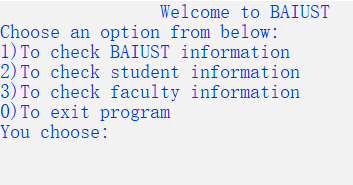 Welcome to BAIUST
Choose an option from below:
1)To check BAIUST information
2)To check student information
3)To check faculty information
0)To exit program
You choose: